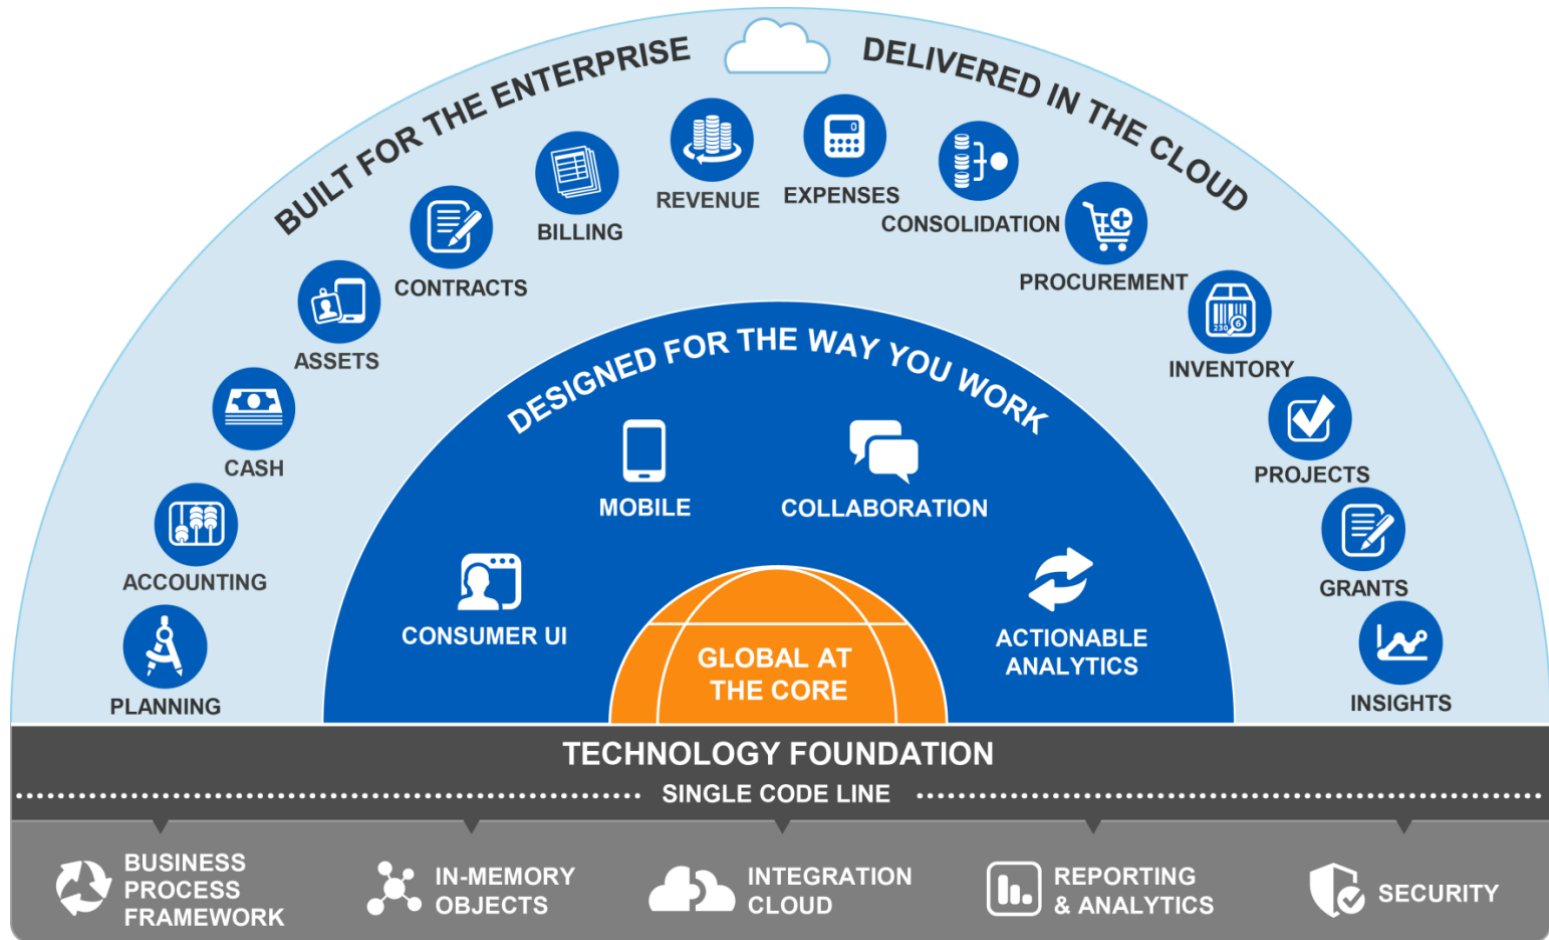 BUILT FOR THE ENTERPRISE
DELIVERED IN THE CLOUD
PLANNING
ACCOUNTING
CASH
ASSETS
CONTRACTS
BILLING
REVENUE
EXPENSES
CONSOLIDATION
PROCUREMENT
230
INVENTORY
PROJECTS
GRANTS
INSIGHTS
DESIGNED FOR THE WAY YOU WORK
CONSUMER UI
MOBILE
COLLABORATION
ACTIONABLE
ANALYTICS
GLOBAL AT
THE CORE
TECHNOLOGY FOUNDATION
SINGLE CODE LINE
BUSINESS
PROCESS
FRAMEWORK
IN-MEMORY
OBJECTS
INTEGRATION
CLOUD
REPORTING
& ANALYTICS
SECURITY